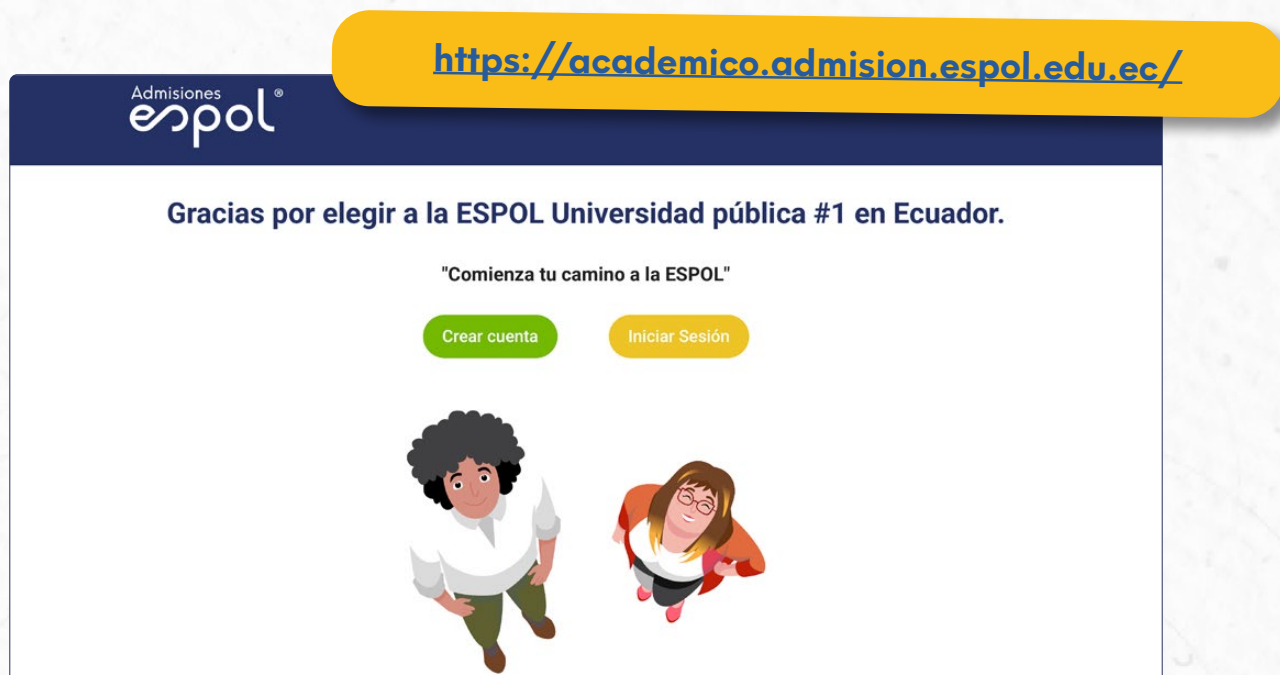 https://academico.admision.espol.edu.ec/
Admisiones
espol®
Gracias por elegir a la ESPOL Universidad pública #1 en Ecuador.
"Comienza tu camino a la ESPOL"
Crear cuenta
Iniciar Sesión